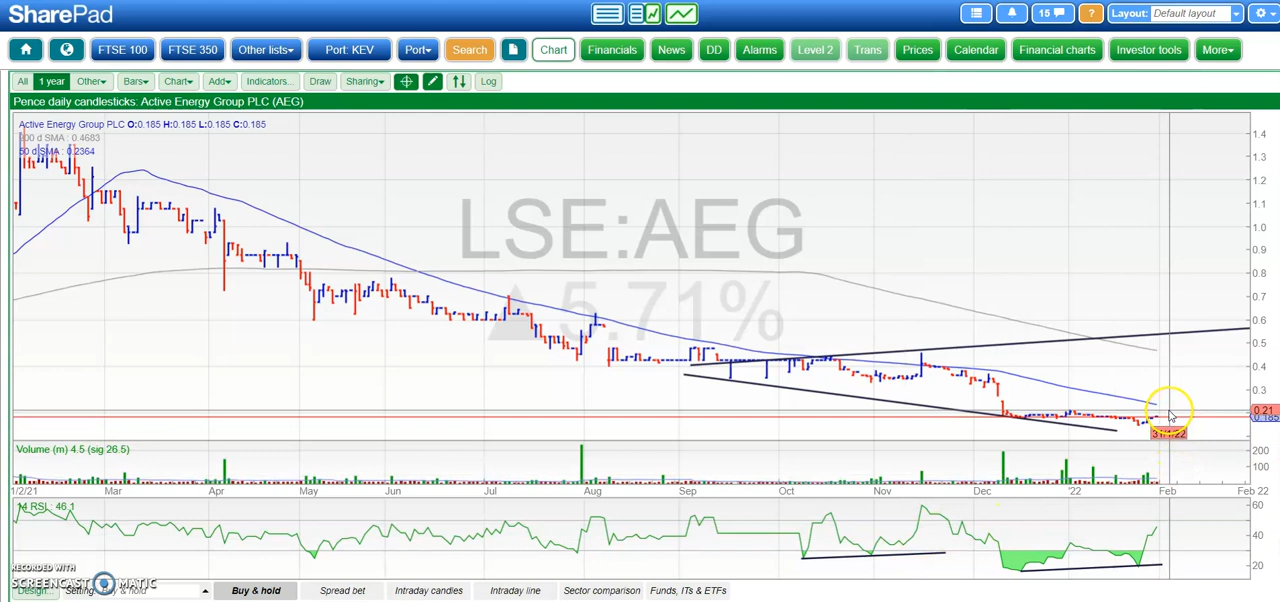 SharePad
15
?
Layout: Default layout
FTSE 100 FTSE 350 Other lists Port: KEV Port Search Chart Financials News DD Alarms Level 2 Trans Prices Calendar Financial charts Investor tools More
All 1 year Other Bars Chart Add Indicators... Draw Sharing Log
Pence daily candlesticks: Active Energy Group PLC (AEG)
Active Energy Group PLC O:0.185 H:0.185 L:0.185 C:0.185
d SMA : 0.4683
50 d SMA : 0.2364
LSE:AEG
5.71%
1.4
1.3
1.2
1.0
0.9
0.8
0.7
0.6
0.5
0.4
0.3
0.21
0.185
31/1/22
Volume (m) 4.5 (sig 26.5)
200
100
1/2/21 Mar Apr May Jun Jul Aug Sep Oct Nov Dec '22 Feb Feb 22
14 RSI : 46.1
60
40
20
RECORDED WITH
SCREENCAST MATIC
Design... Setting: Buy & hold Buy & hold Spread bet Intraday candles Intraday line Sector comparison Funds, ITs & ETFs